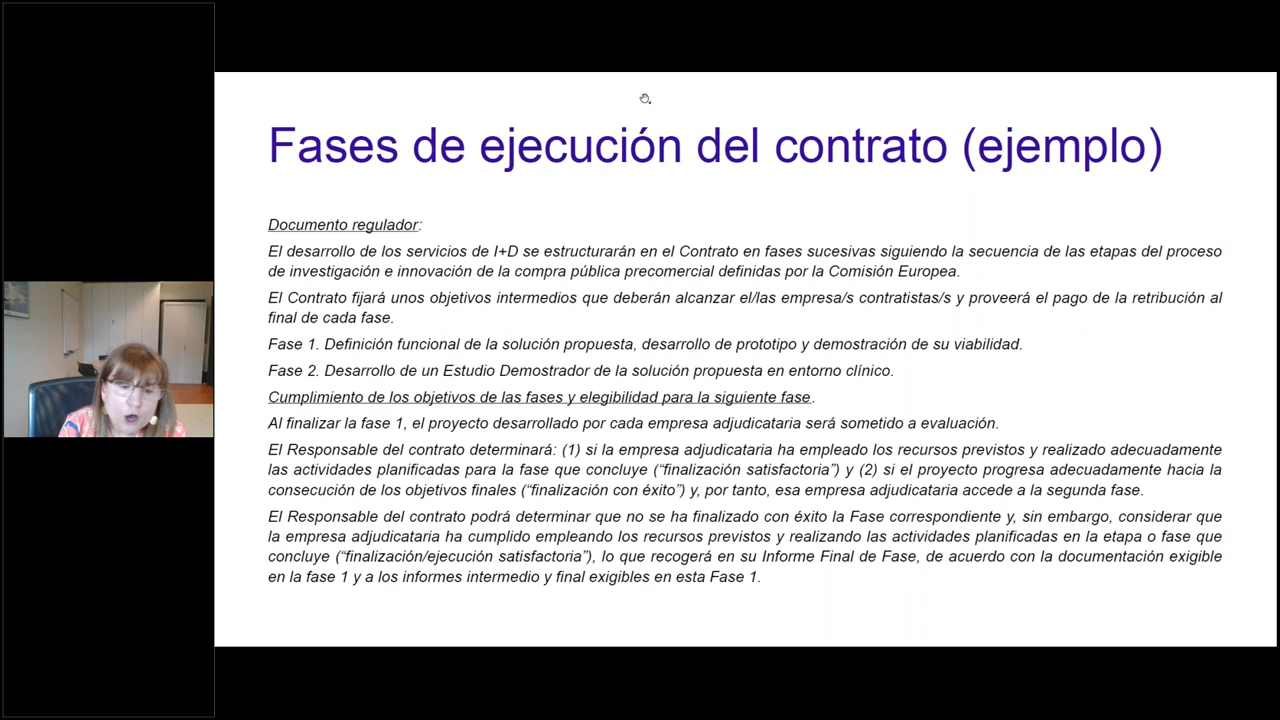 Fases de ejecución del contrato (ejemplo)
Documento regulador:
El desarrollo de los servicios de I+D se estructurarán en el Contrato en fases sucesivas siguiendo la secuencia de las etapas del proceso
de investigación e innovación de la compra pública precomercial definidas por la Comisión Europea.
El Contrato fijará unos objetivos intermedios que deberán alcanzar el/las empresa/s contratistas/s y proveerá el pago de la retribución al
final de cada fase.
Fase 1. Definición funcional de la solución propuesta, desarrollo de prototipo y demostración de su viabilidad.
Fase 2. Desarrollo de un Estudio Demostrador de la solución propuesta en entorno clínico.
Cumplimiento de los objetivos de las fases y elegibilidad para la siguiente fase.
Al finalizar la fase 1, el proyecto desarrollado por cada empresa adjudicataria será sometido a evaluación.
El Responsable del contrato determinará: (1) si la empresa adjudicataria ha empleado los recursos previstos y realizado adecuadamente
las actividades planificadas para la fase que concluye (“finalización satisfactoria”) y (2) si el proyecto progresa adecuadamente hacia la
consecución de los objetivos finales (“finalización con éxito”) y, por tanto, esa empresa adjudicataria accede a la segunda fase.
El Responsable del contrato podrá determinar que no se ha finalizado con éxito la Fase correspondiente y, sin embargo, considerar que
la empresa adjudicataria ha cumplido empleando los recursos previstos y realizando las actividades planificadas en la etapa o fase que
concluye (“finalización/ejecución satisfactoria”), lo que recogerá en su Informe Final de Fase, de acuerdo con la documentación exigible
en la fase 1 y a los informes intermedio y final exigibles en esta Fase 1.